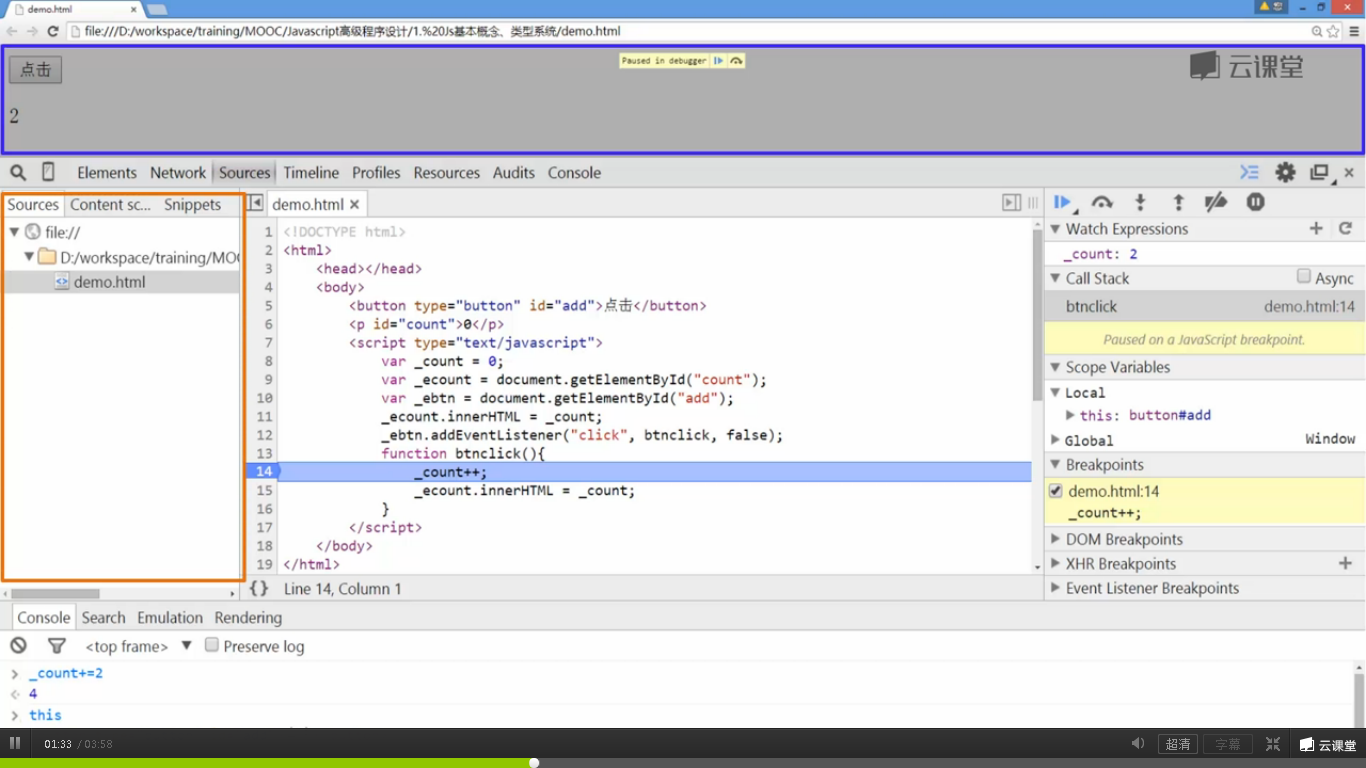 demo.html
file:///D:/workspace/training/MOOC/Javascript高级程序设计/1.%20Js基本概念、类型系统/demo.html
点击
Paused in debugger
云课堂
2
Elements Network Sources Timeline Profiles Resources Audits Console
Sources Content sc... Snippets
file://
D:/workspace/training/MO
demo.html
demo.html
1 <!DOCTYPE html>
2 <html>
3 <head></head>
4 <body>
5 <button type="button" id="add">点击</button>
6 <p id="count">0</p>
7 <script type="text/javascript">
8 var _count = 0;
9 var _ecount = document.getElementById("count");
10 var _ebtn = document.getElementById("add");
11 _ecount.innerHTML = _count;
12 _ebtn.addEventListener("click", btnclick, false);
13 function btnclick(){
14 _count++;
15 _ecount.innerHTML = _count;
16 }
17 </script>
18 </body>
19 </html>
{} Line 14, Column 1
Watch Expressions
_count: 2
Call Stack Async
btnclick demo.html:14
Paused on a JavaScript breakpoint.
Scope Variables
Local
this: button#add
Global Window
Breakpoints
demo.html:14
_count++;
DOM Breakpoints
XHR Breakpoints
Event Listener Breakpoints
Console Search Emulation Rendering
<top frame> Preserve log
_count+=2
4
this
01:33 / 03:58 超清 字幕 云课堂